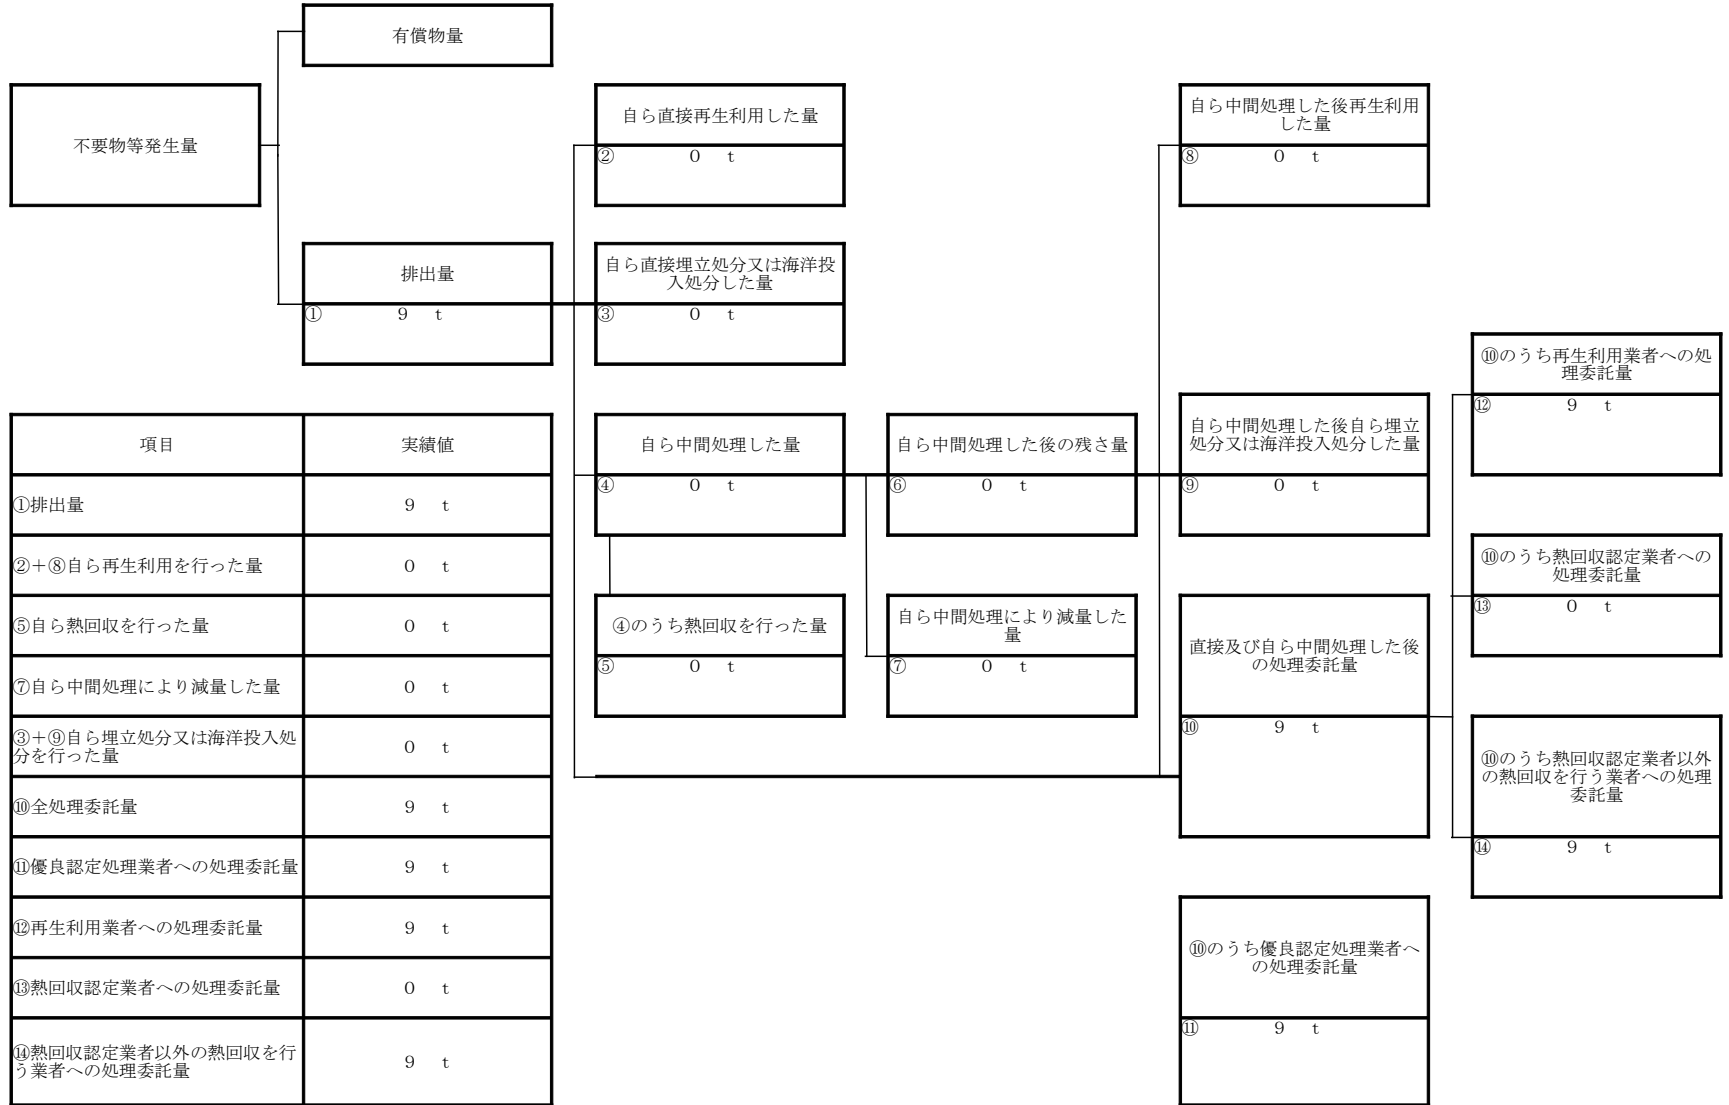 有償物量
不要物等発生量
自ら直接再生利用した量
② 0 t
自ら中間処理した後再生利用
した量
⑧ 0 t
排出量
① 9 t
自ら直接埋立処分又は海洋投
入処分した量
③ 0 t
⑩のうち再生利用業者への処
理委託量
⑫ 9 t
自ら中間処理した量
④ 0 t
自ら中間処理した後の残さ量
⑥ 0 t
自ら中間処理した後自ら埋立
処分又は海洋投入処分した量
⑨ 0 t
⑩のうち熱回収認定業者への
処理委託量
⑬ 0 t
④のうち熱回収を行った量
⑤ 0 t
自ら中間処理により減量した
量
⑦ 0 t
直接及び自ら中間処理した後
の処理委託量
⑩ 9 t
⑩のうち熱回収認定業者以外
の熱回収を行う業者への処理
委託量
⑭ 9 t
⑩のうち優良認定処理業者へ
の処理委託量
⑪ 9 t
項目 実績値
①排出量 9 t
②+⑧自ら再生利用を行った量 0 t
⑤自ら熱回収を行った量 0 t
⑦自ら中間処理により減量した量 0 t
③+⑨自ら埋立処分又は海洋投入処
分を行った量 0 t
⑩全処理委託量 9 t
⑪優良認定処理業者への処理委託量 9 t
⑫再生利用業者への処理委託量 9 t
⑬熱回収認定業者への処理委託量 0 t
⑭熱回収認定業者以外の熱回収を行
う業者への処理委託量 9 t